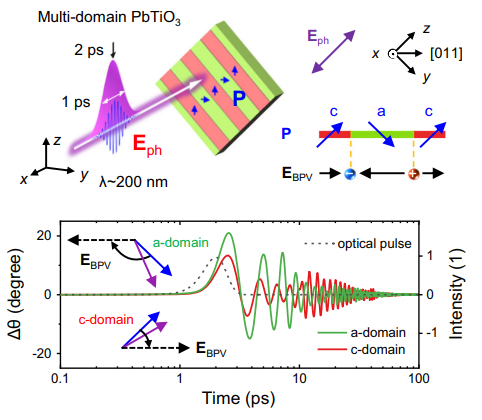 Multi-domain PbTiO₃
2 ps
1 ps
E_ph
P
z
x
y
λ~200 nm
E_ph
z
x
[011]
y
c
a
c
P
E_BPV
-
+
Δθ (degree)
20
0
-20
a-domain
E_BPV
c-domain
E_BPV
optical pulse
a-domain
c-domain
1
0
-1
Intensity (1)
0.1
1
10
100
Time (ps)